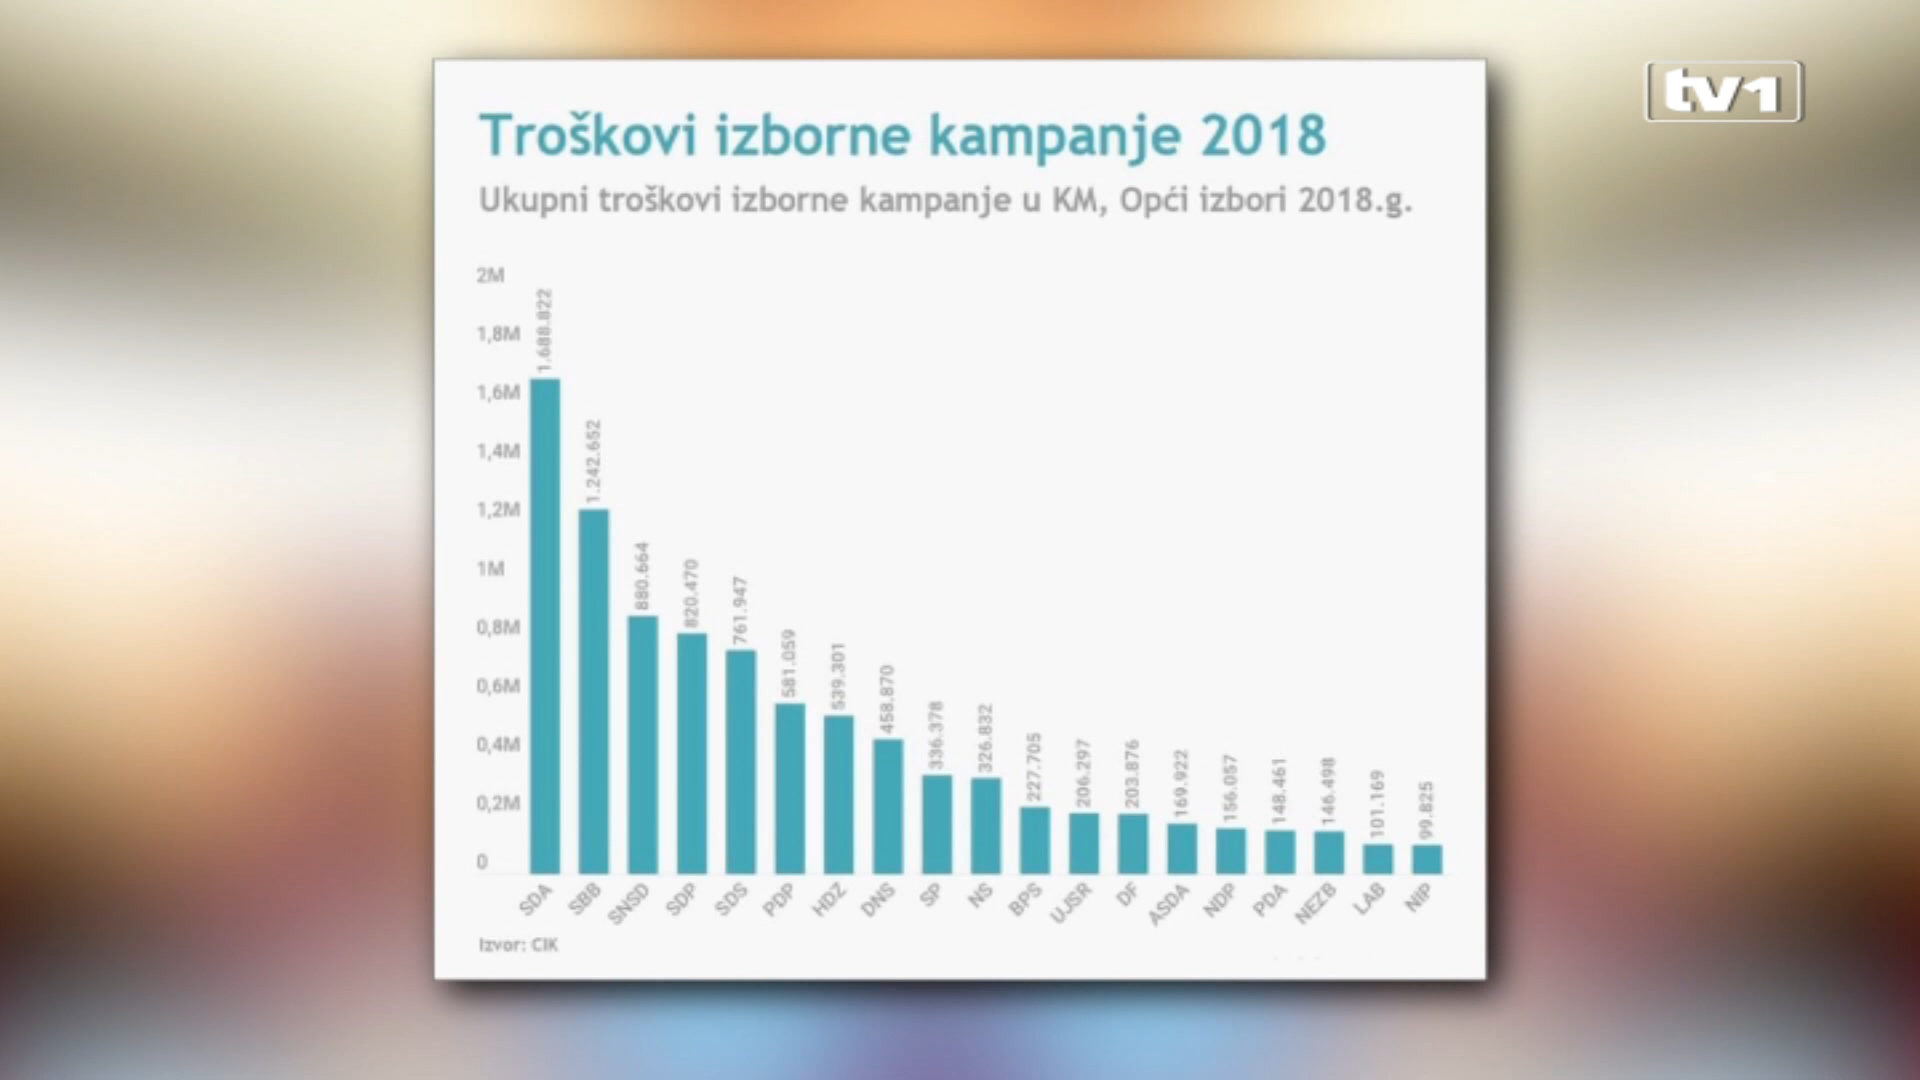 tv1
Troškovi izborne kampanje 2018
Ukupni troškovi izborne kampanje u KM, Opći izbori 2018.g.
2M
1,8M
1,6M
1,4M
1,2M
1M
0,8M
0,6M
0,4M
0,2M
0
1.688.822
1.242.652
880.664
820.470
761.947
581.059
539.301
458.870
336.378
326.832
227.705
206.297
203.876
169.922
156.057
148.461
146.498
101.169
99.825
SDA
SBB
SNSD
SDP
SDS
PDP
HDZ
DNS
SP
NS
BPS
UJSR
DF
ASDA
NDP
PDA
NEZB
LAB
NIP
Izvor: CIK